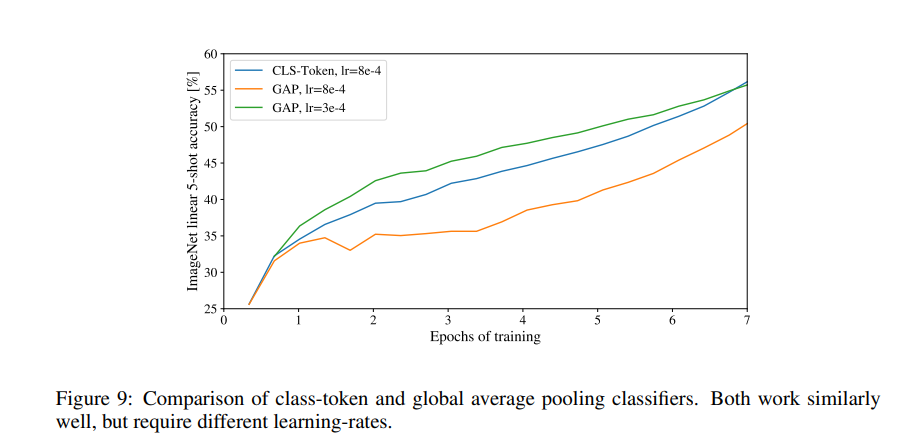 60
55
50
45
40
35
30
25
ImageNet linear 5-shot accuracy [%]
CLS-Token, lr=8e-4
GAP, lr=8e-4
GAP, lr=3e-4
0 1 2 3 4 5 6 7
Epochs of training
Figure 9: Comparison of class-token and global average pooling classifiers. Both work similarly
well, but require different learning-rates.